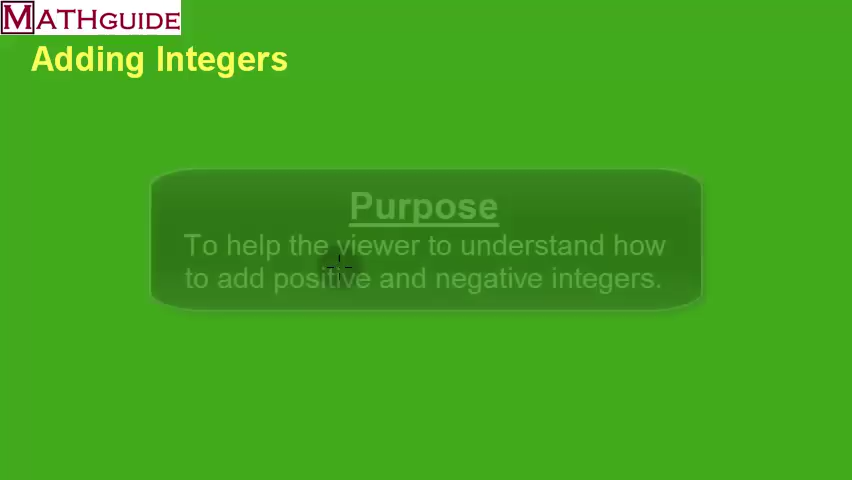 MATHGUIDE
Adding Integers
Purpose
To help the viewer to understand how
to add positive and negative integers.